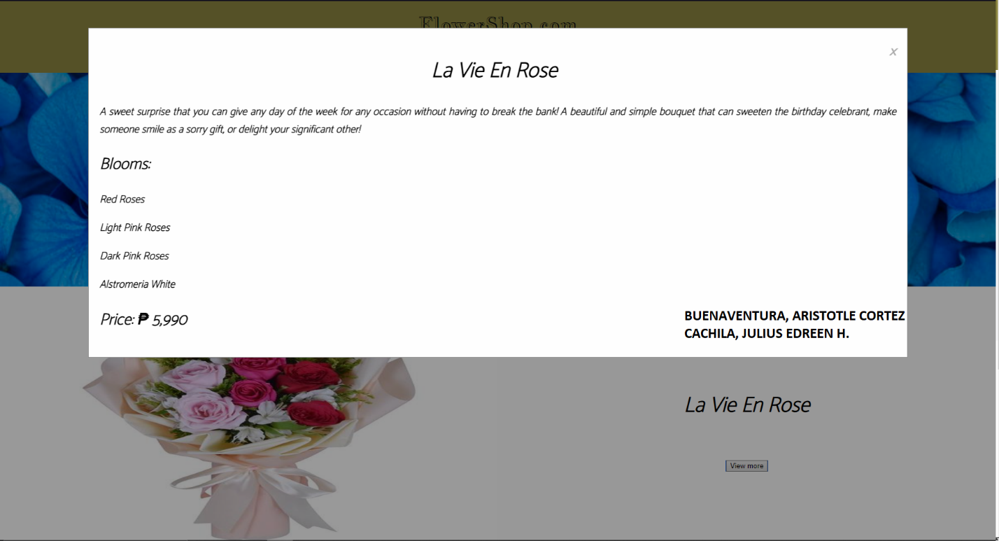 FlowerShop.com
x
La Vie En Rose
A sweet surprise that you can give any day of the week for any occasion without having to break the bank! A beautiful and simple bouquet that can sweeten the birthday celebrant, make
someone smile as a sorry gift, or delight your significant other!
Blooms:
Red Roses
Light Pink Roses
Dark Pink Roses
Alstromeria White
Price: ₱ 5,990
BUENAVENTURA, ARISTOTLE CORTEZ
CACHILA, JULIUS EDREEN H.
La Vie En Rose
View more